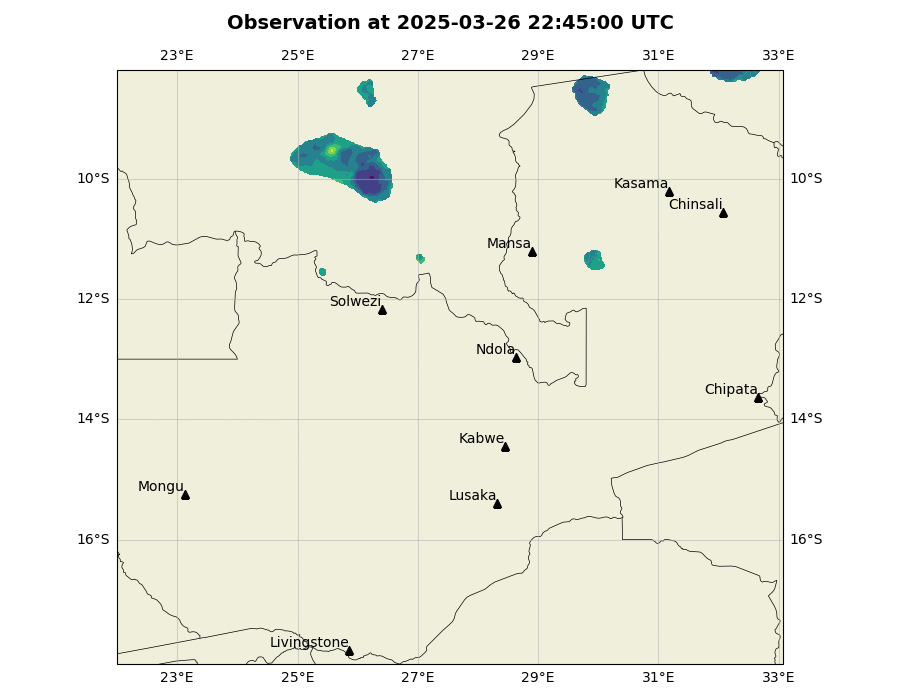 Observation at 2025-03-26 22:45:00 UTC
23°E 25°E 27°E 29°E 31°E 33°E
10°S 10°S
Kasama
Chinsali
Mansa
12°S 12°S
Solwezi
Ndola
Chipata
14°S 14°S
Kabwe
Mongu
Lusaka
16°S 16°S
Livingstone
23°E 25°E 27°E 29°E 31°E 33°E